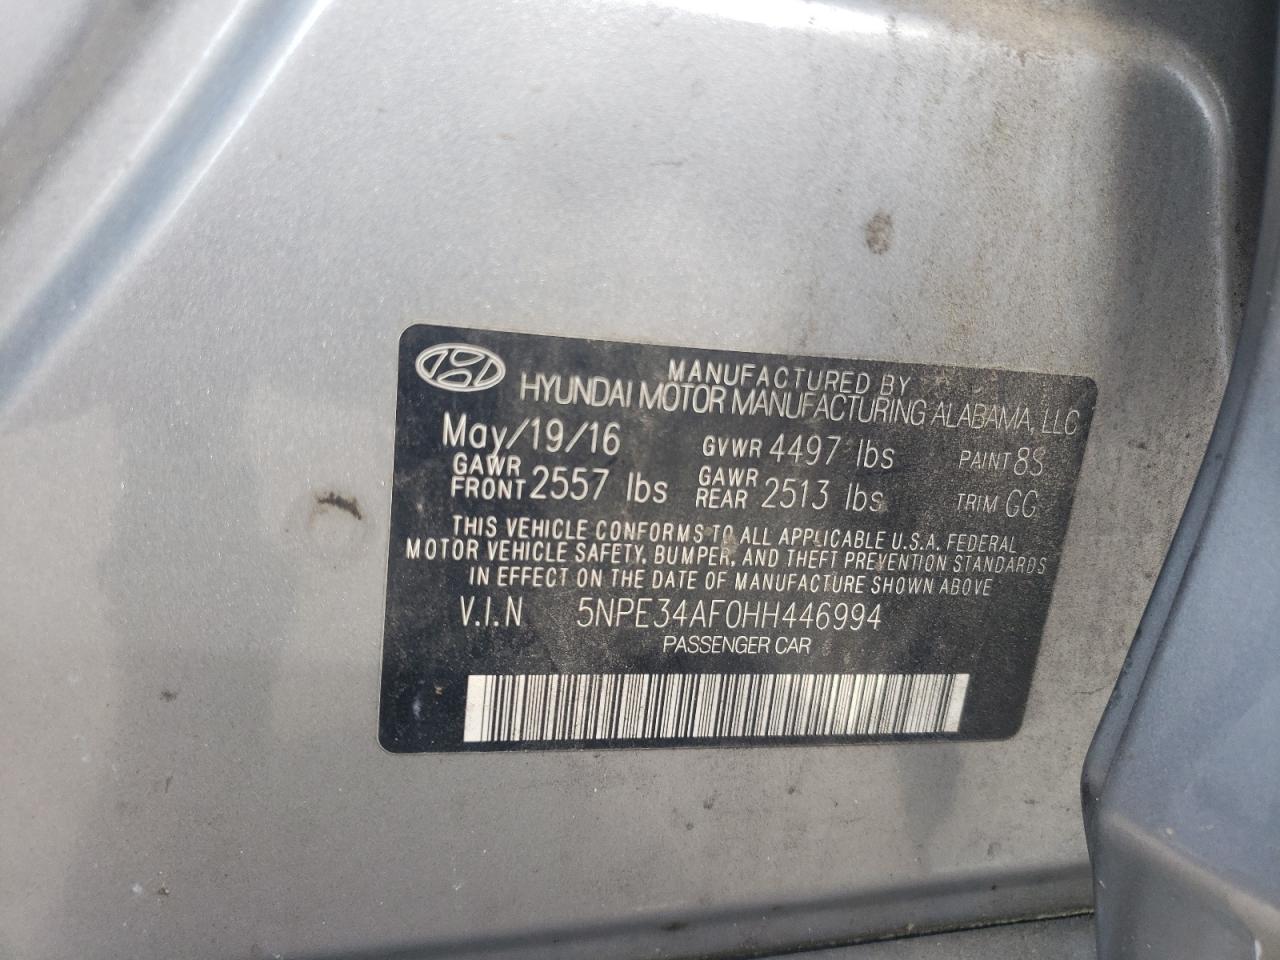 MANUFACTURED BY
HYUNDAI MOTOR MANUFACTURING ALABAMA, LLC
May/19/16 GVWR 4497 lbs PAINT 8S
GAWR FRONT 2557 lbs GAWR REAR 2513 lbs TRIM GG
THIS VEHICLE CONFORMS TO ALL APPLICABLE U.S.A. FEDERAL
MOTOR VEHICLE SAFETY, BUMPER, AND THEFT PREVENTION STANDARDS
IN EFFECT ON THE DATE OF MANUFACTURE SHOWN ABOVE
V.I.N 5NPE34AF0HH446994
PASSENGER CAR